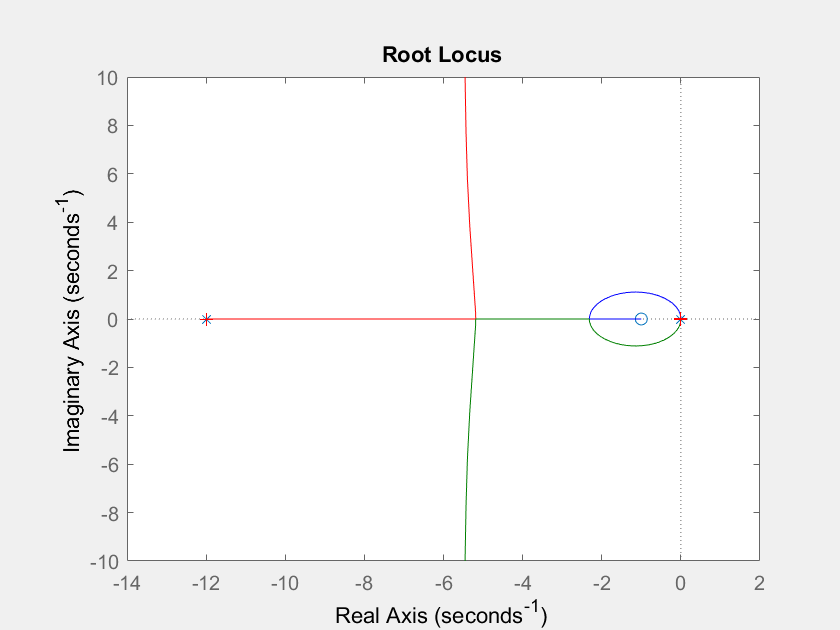 Root Locus
10
8
6
4
2
0
-2
-4
-6
-8
-10
Imaginary Axis (seconds⁻¹)
-14 -12 -10 -8 -6 -4 -2 0 2
Real Axis (seconds⁻¹)